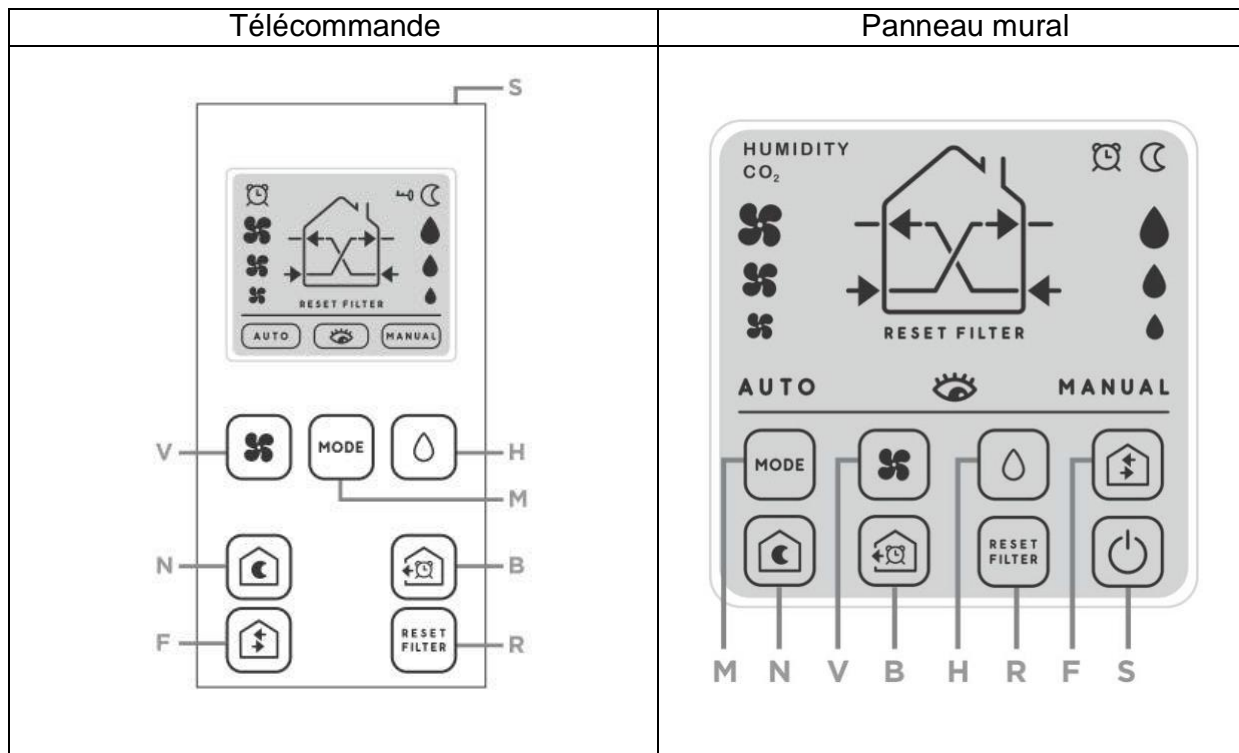 Télécommande
Panneau mural
S
RESET FILTER
AUTO
MANUAL
V
MODE
H
M
N
B
F
RESET
FILTER
R
HUMIDITY
CO₂
RESET FILTER
AUTO
MANUAL
MODE
RESET
FILTER
M N V B H R F S